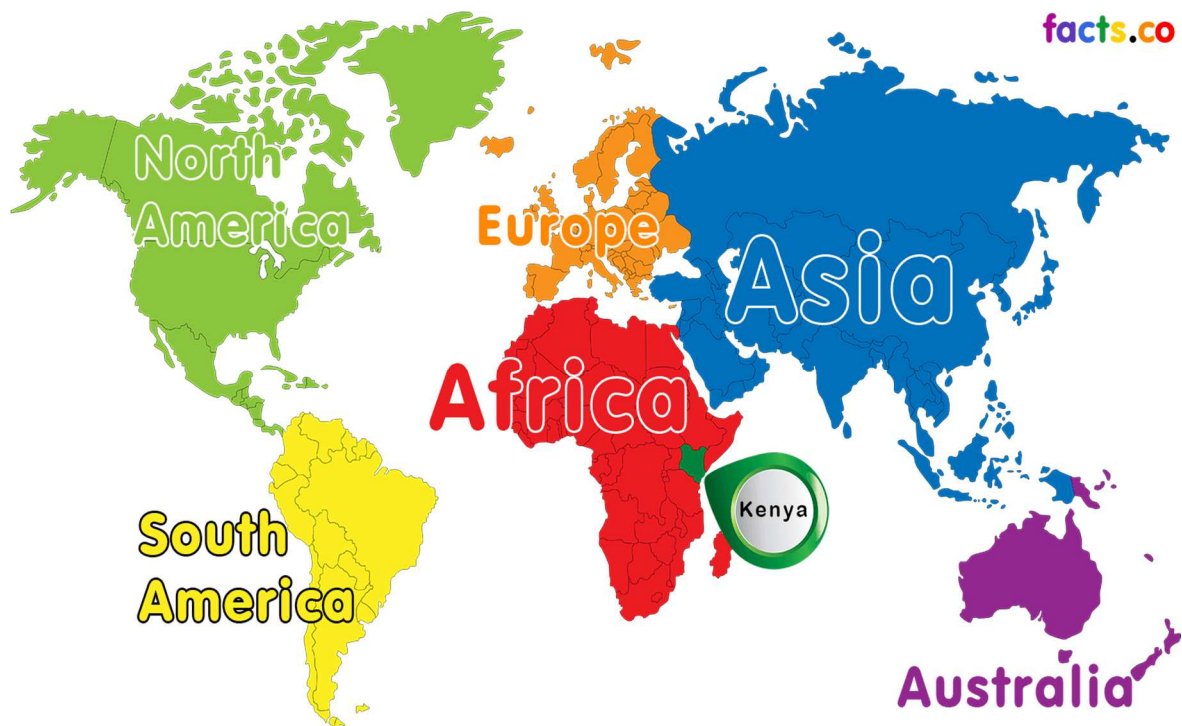 facts.co
North
America
Europe
Asia
Africa
Kenya
South
America
Australia